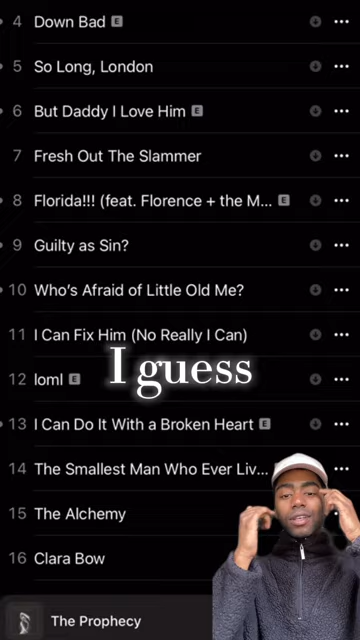 4 Down Bad E
5 So Long, London
6 But Daddy I Love Him E
7 Fresh Out The Slammer
8 Florida!!! (feat. Florence + the M... E
9 Guilty as Sin?
10 Who's Afraid of Little Old Me?
11 I Can Fix Him (No Really I Can)
I guess
12 loml E
13 I Can Do It With a Broken Heart E
14 The Smallest Man Who Ever Liv...
15 The Alchemy
16 Clara Bow
The Prophecy